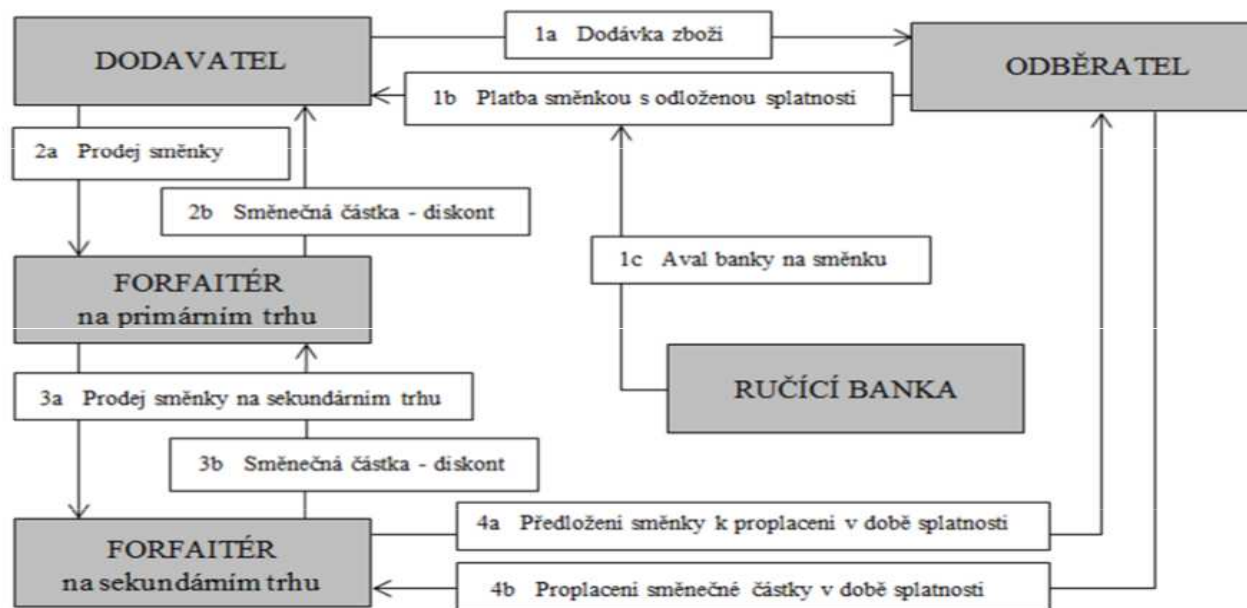 1a Dodávka zboží
DODAVATEL
ODBĚRATEL
1b Platba směnkou s odloženou splatností
2a Prodej směnky
2b Směnečná částka - diskont
1c Aval banky na směnku
FORFAITÉR
na primárním trhu
RUČÍCÍ BANKA
3a Prodej směnky na sekundárním trhu
3b Směnečná částka - diskont
4a Předložení směnky k proplacení v době splatnosti
FORFAITÉR
na sekundárním trhu
4b Proplacení směnečné částky v době splatnosti